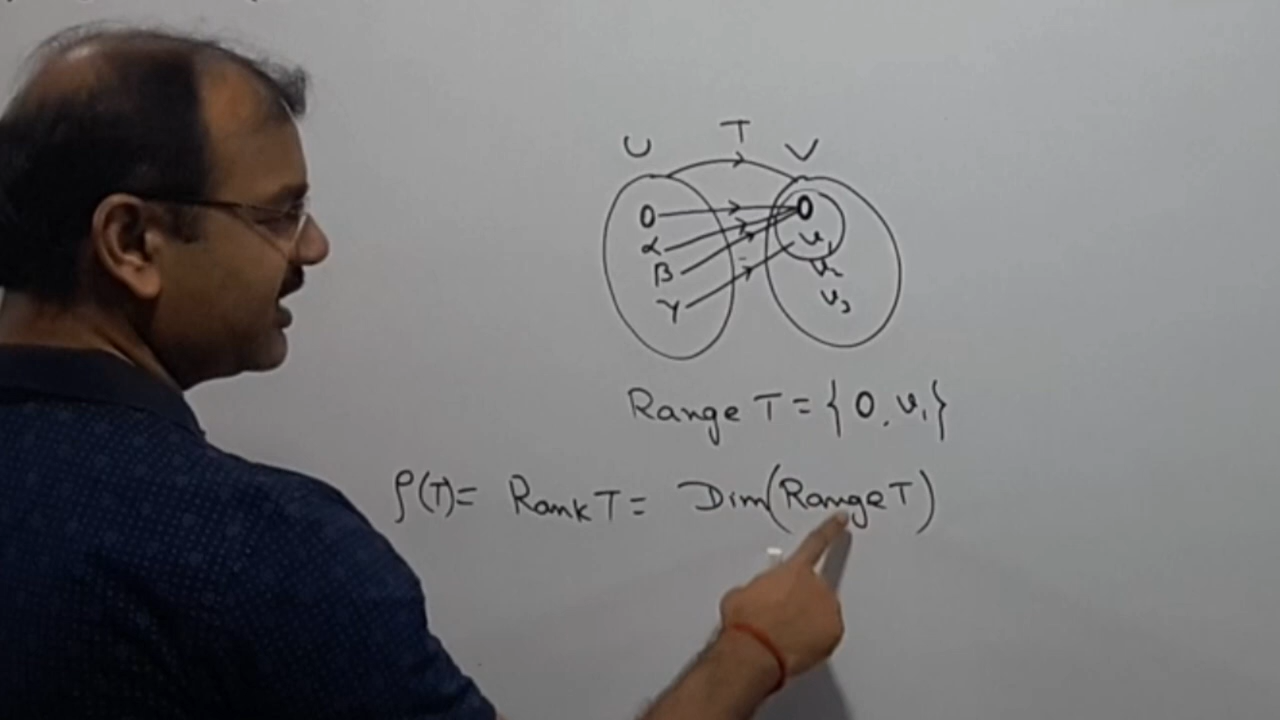 U T V
0 0
α v₁
β v₂
γ v₃
Range T = { 0, v₁ }
ρ(T) = Rank T = Dim(Range T)